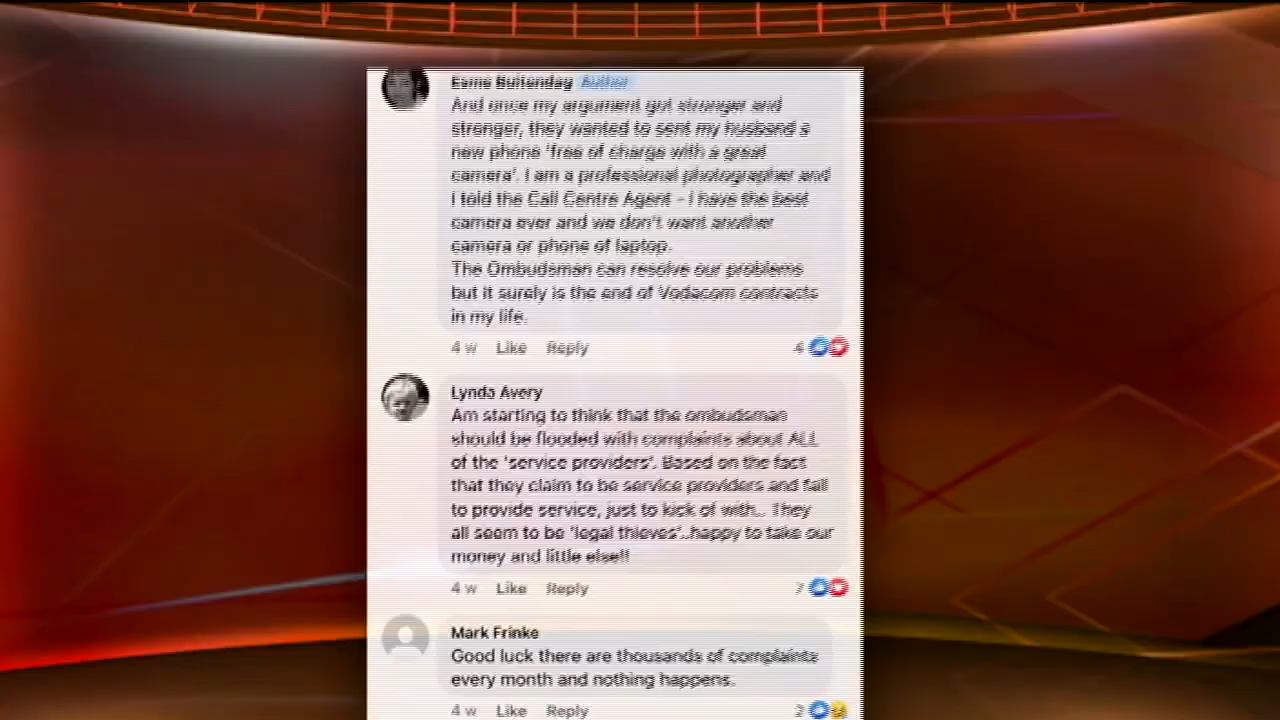 Esme Buitendag Author
And once my argument got stronger and
stronger, they wanted to sent my husband a
new phone 'free of charge with a great
camera'. I am a professional photographer and
I told the Call Centre Agent - I have the best
camera ever and we don't want another
camera or phone of laptop.
The Ombudsman can resolve our problems
but it surely is the end of Vodacom contracts
in my life.
4 w Like Reply 4
Lynda Avery
Am starting to think that the ombudsman
should be flooded with complaints about ALL
of the 'service providers'. Based on the fact
that they claim to be service providers and fail
to provide service, just to kick of with... They
all seem to be 'legal thieves'..happy to take our
money and little else!!
4 w Like Reply 7
Mark Frinke
Good luck there are thousands of complaints
every month and nothing happens.
4 w Like Reply 2